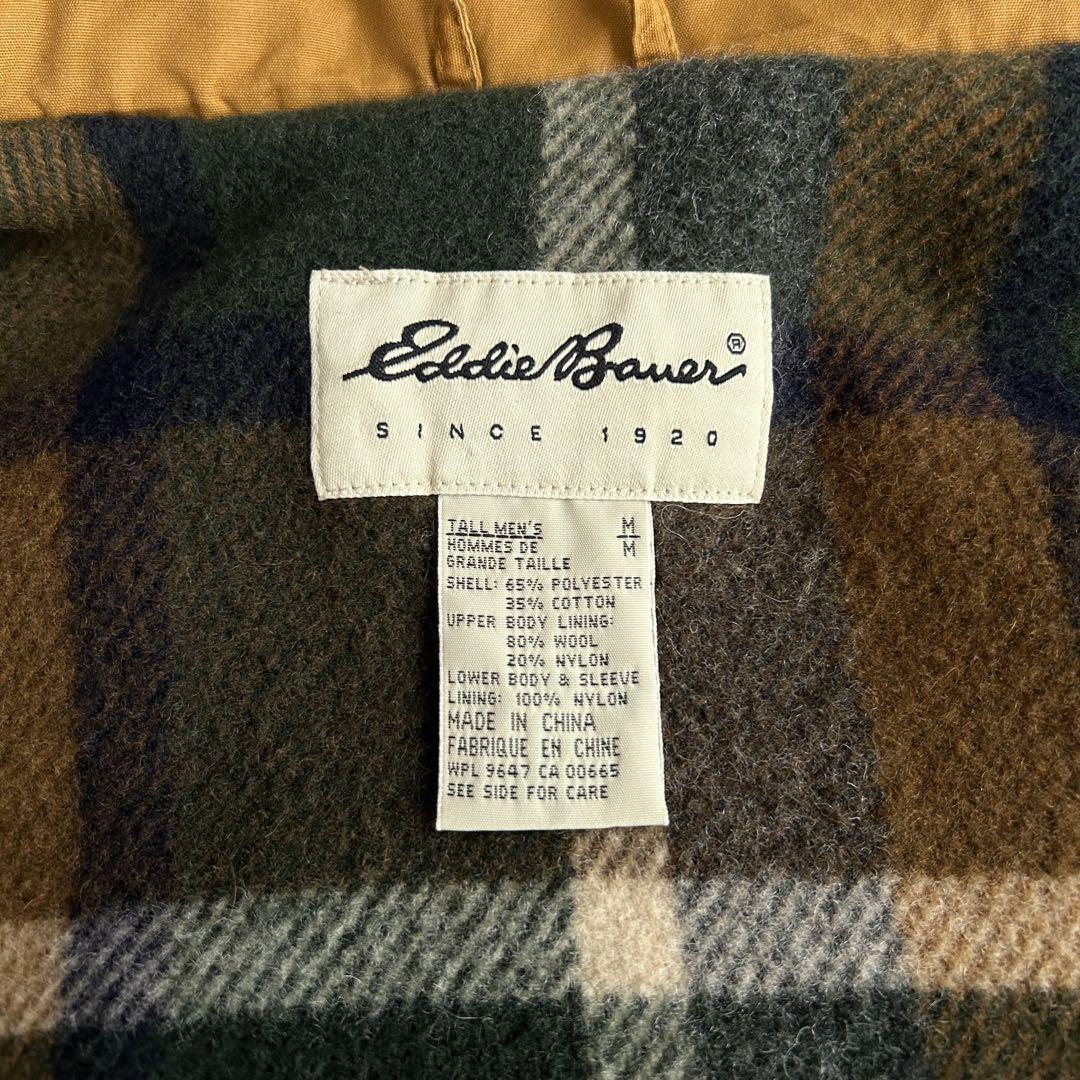 Eddie Bauer®
SINCE 1920
TALL MEN'S M
HOMMES DE M
GRANDE TAILLE
SHELL: 65% POLYESTER
35% COTTON
UPPER BODY LINING:
80% WOOL
20% NYLON
LOWER BODY & SLEEVE
LINING: 100% NYLON
MADE IN CHINA
FABRIQUE EN CHINE
WPL 9647 CA 00665
SEE SIDE FOR CARE